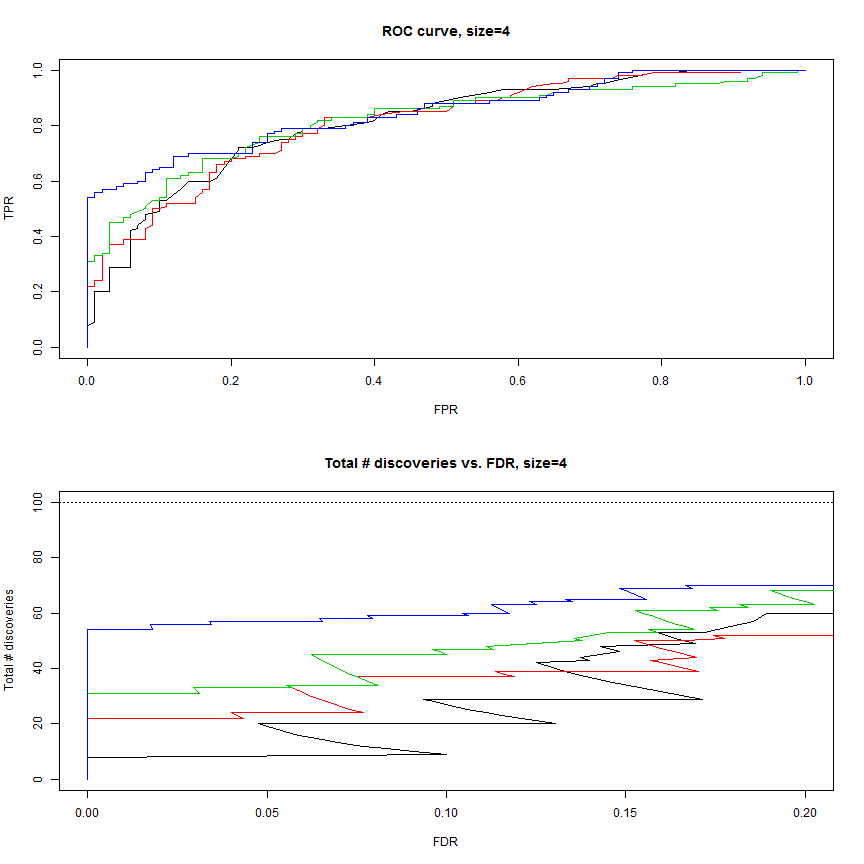 ROC curve, size=4
1.0
0.8
0.6
0.4
0.2
0.0
TPR
0.0 0.2 0.4 0.6 0.8 1.0
FPR
Total # discoveries vs. FDR, size=4
100
80
60
40
20
0
Total # discoveries
0.00 0.05 0.10 0.15 0.20
FDR